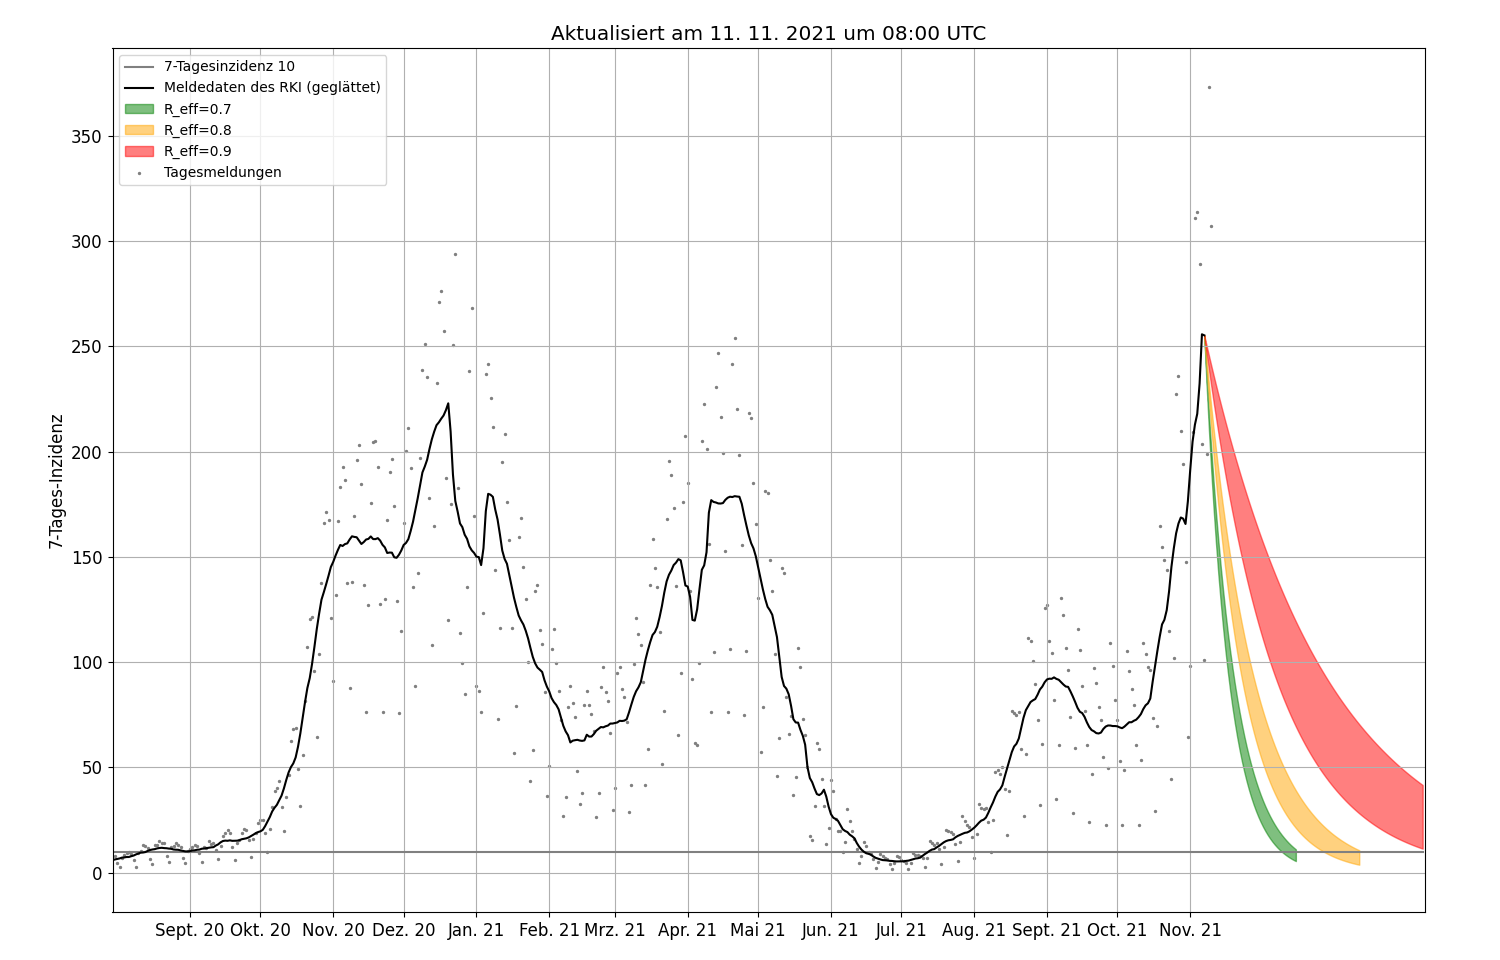 Aktualisiert am 11. 11. 2021 um 08:00 UTC
7-Tagesinzidenz 10
Meldedaten des RKI (geglättet)
R_eff=0.7
R_eff=0.8
R_eff=0.9
Tagesmeldungen
7-Tages-Inzidenz
350
300
250
200
150
100
50
0
Sept. 20 Okt. 20 Nov. 20 Dez. 20 Jan. 21 Feb. 21 Mrz. 21 Apr. 21 Mai 21 Jun. 21 Jul. 21 Aug. 21 Sept. 21 Oct. 21 Nov. 21